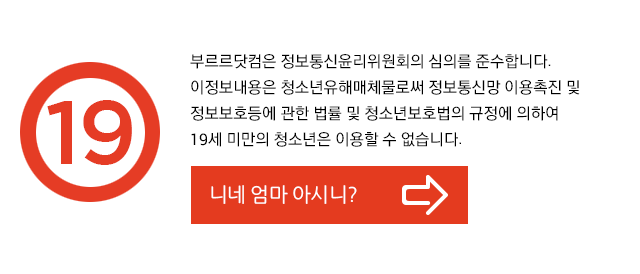 19
부르르닷컴은 정보통신윤리위원회의 심의를 준수합니다.
이정보내용은 청소년유해매체물로써 정보통신망 이용촉진 및
정보보호등에 관한 법률 및 청소년보호법의 규정에 의하여
19세 미만의 청소년은 이용할 수 없습니다.
니네 엄마 아시니?